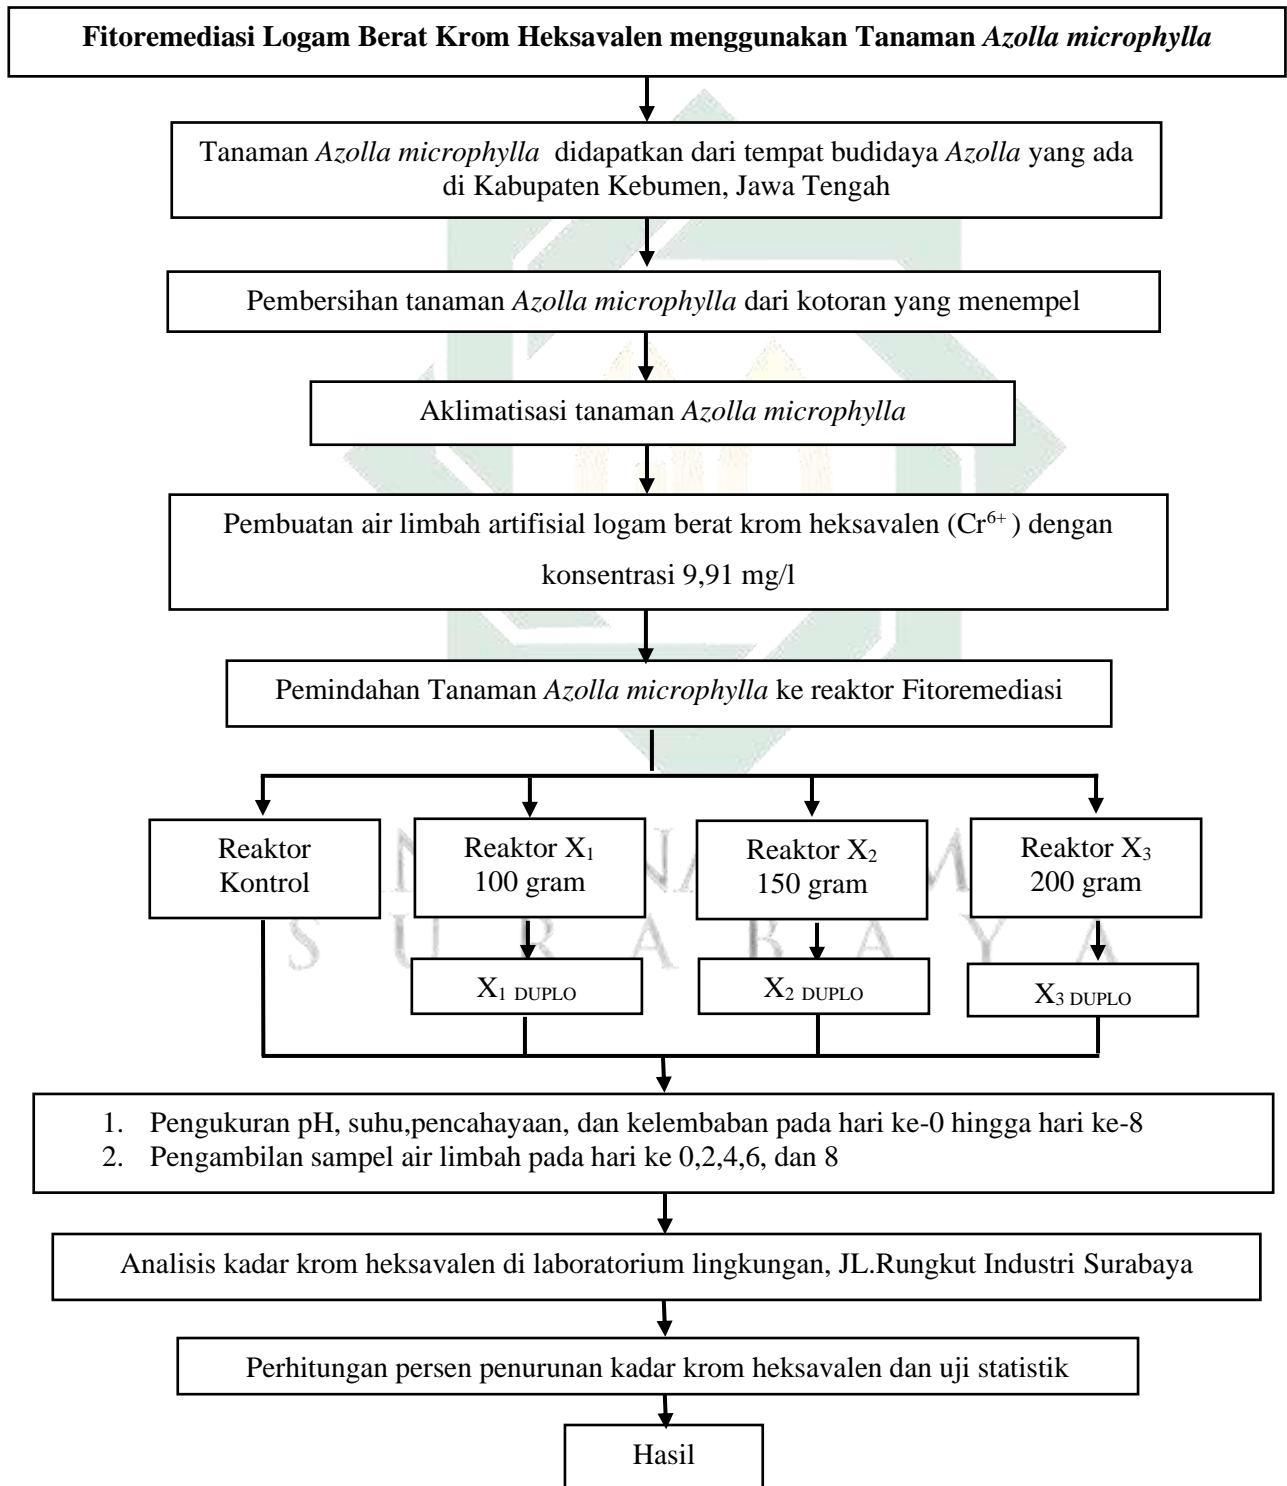 Fitoremediasi Logam Berat Krom Heksavalen menggunakan Tanaman Azolla microphylla
Tanaman Azolla microphylla didapatkan dari tempat budidaya Azolla yang ada
di Kabupaten Kebumen, Jawa Tengah
Pembersihan tanaman Azolla microphylla dari kotoran yang menempel
Aklimatisasi tanaman Azolla microphylla
Pembuatan air limbah artifisial logam berat krom heksavalen (Cr⁶⁺ ) dengan
konsentrasi 9,91 mg/l
Pemindahan Tanaman Azolla microphylla ke reaktor Fitoremediasi
Reaktor
Kontrol
Reaktor X₁
100 gram
Reaktor X₂
150 gram
Reaktor X₃
200 gram
SURABAYA
X₁ DUPLO
X₂ DUPLO
X₃ DUPLO
1. Pengukuran pH, suhu,pencahayaan, dan kelembaban pada hari ke-0 hingga hari ke-8
2. Pengambilan sampel air limbah pada hari ke 0,2,4,6, dan 8
Analisis kadar krom heksavalen di laboratorium lingkungan, JL.Rungkut Industri Surabaya
Perhitungan persen penurunan kadar krom heksavalen dan uji statistik
Hasil